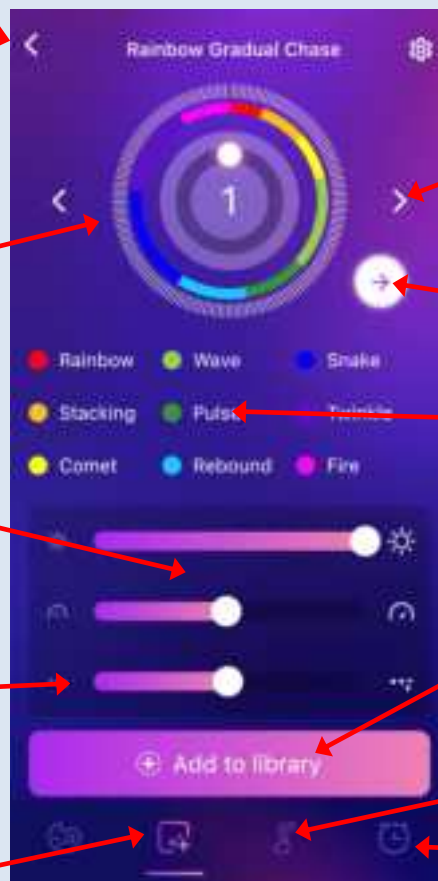 Rainbow Gradual Chase
1
Rainbow Wave Snake
Stacking Pulse Twinkle
Comet Rebound Fire
Add to library